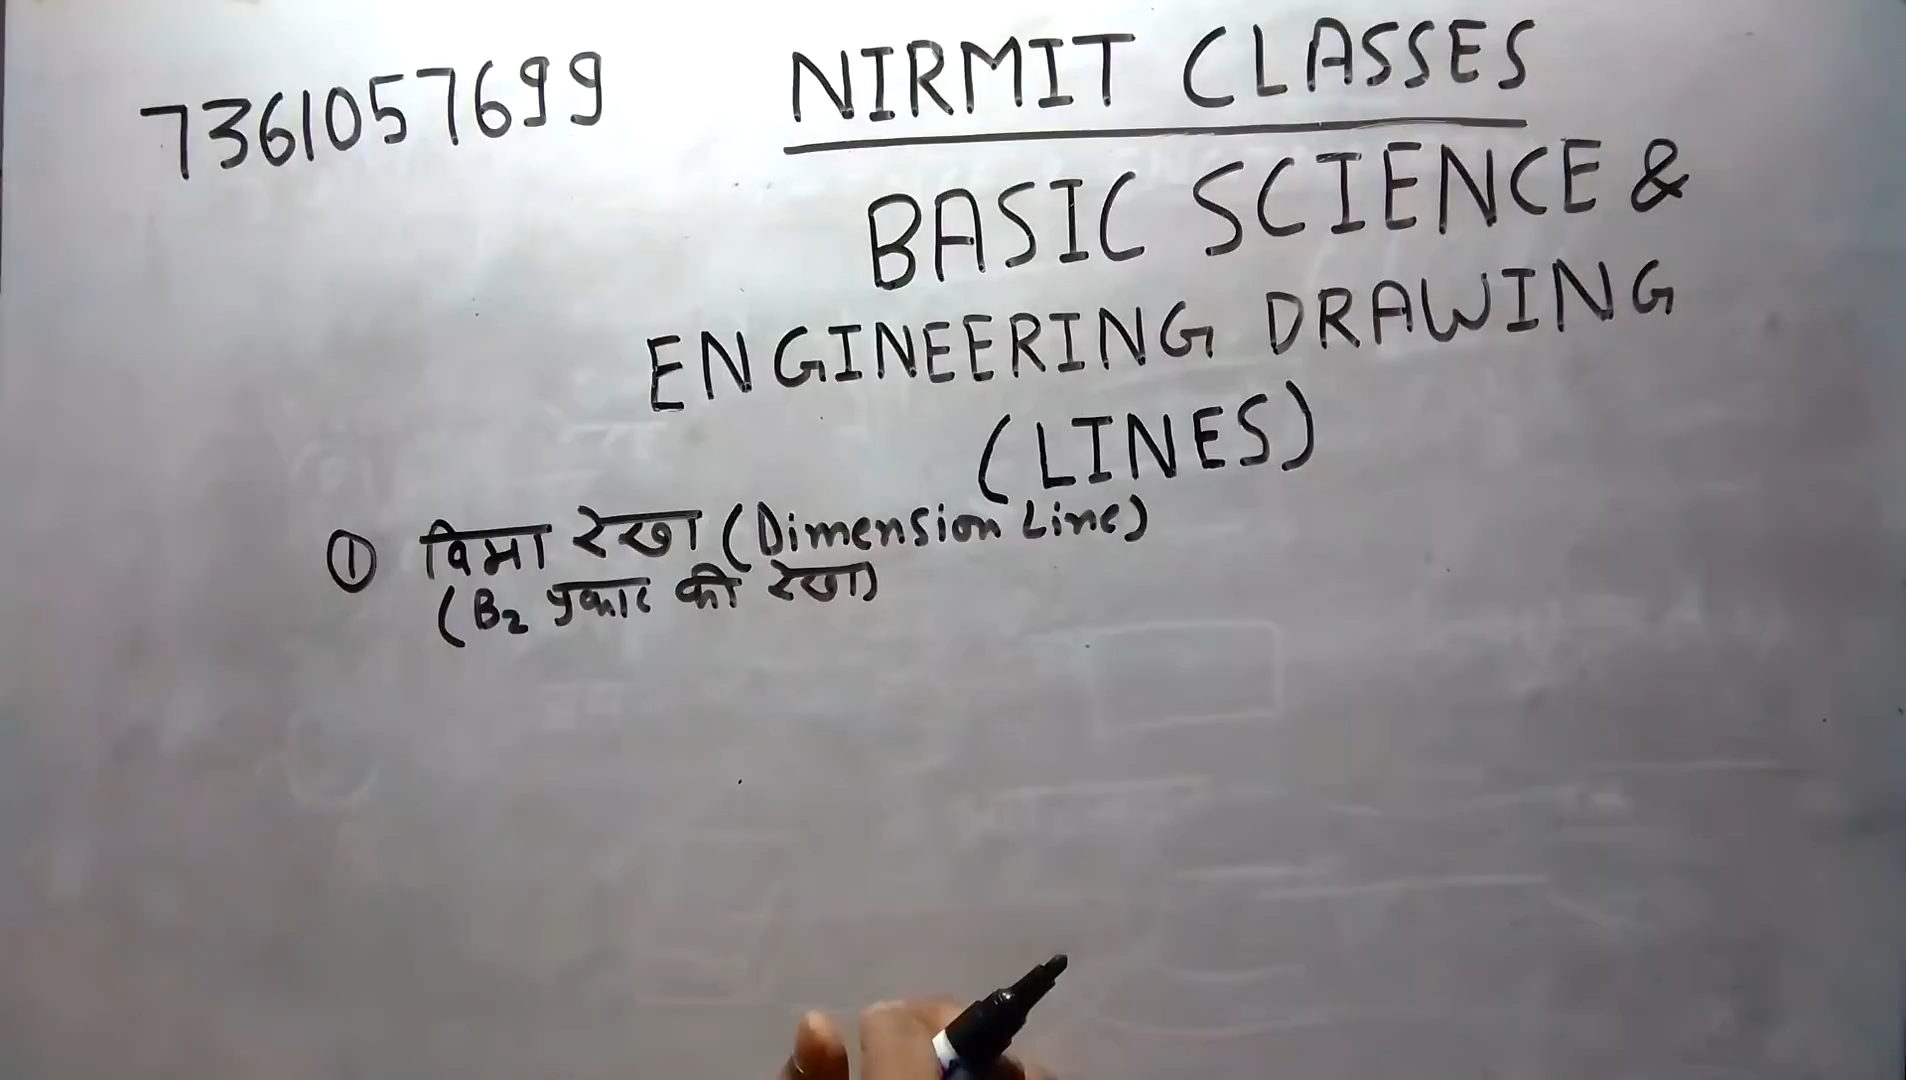 7361057699
NIRMIT CLASSES
BASIC SCIENCE &
ENGINEERING DRAWING
(LINES)
① विमा रेखा (Dimension Line)
(B₂ प्रकार की रेखा)